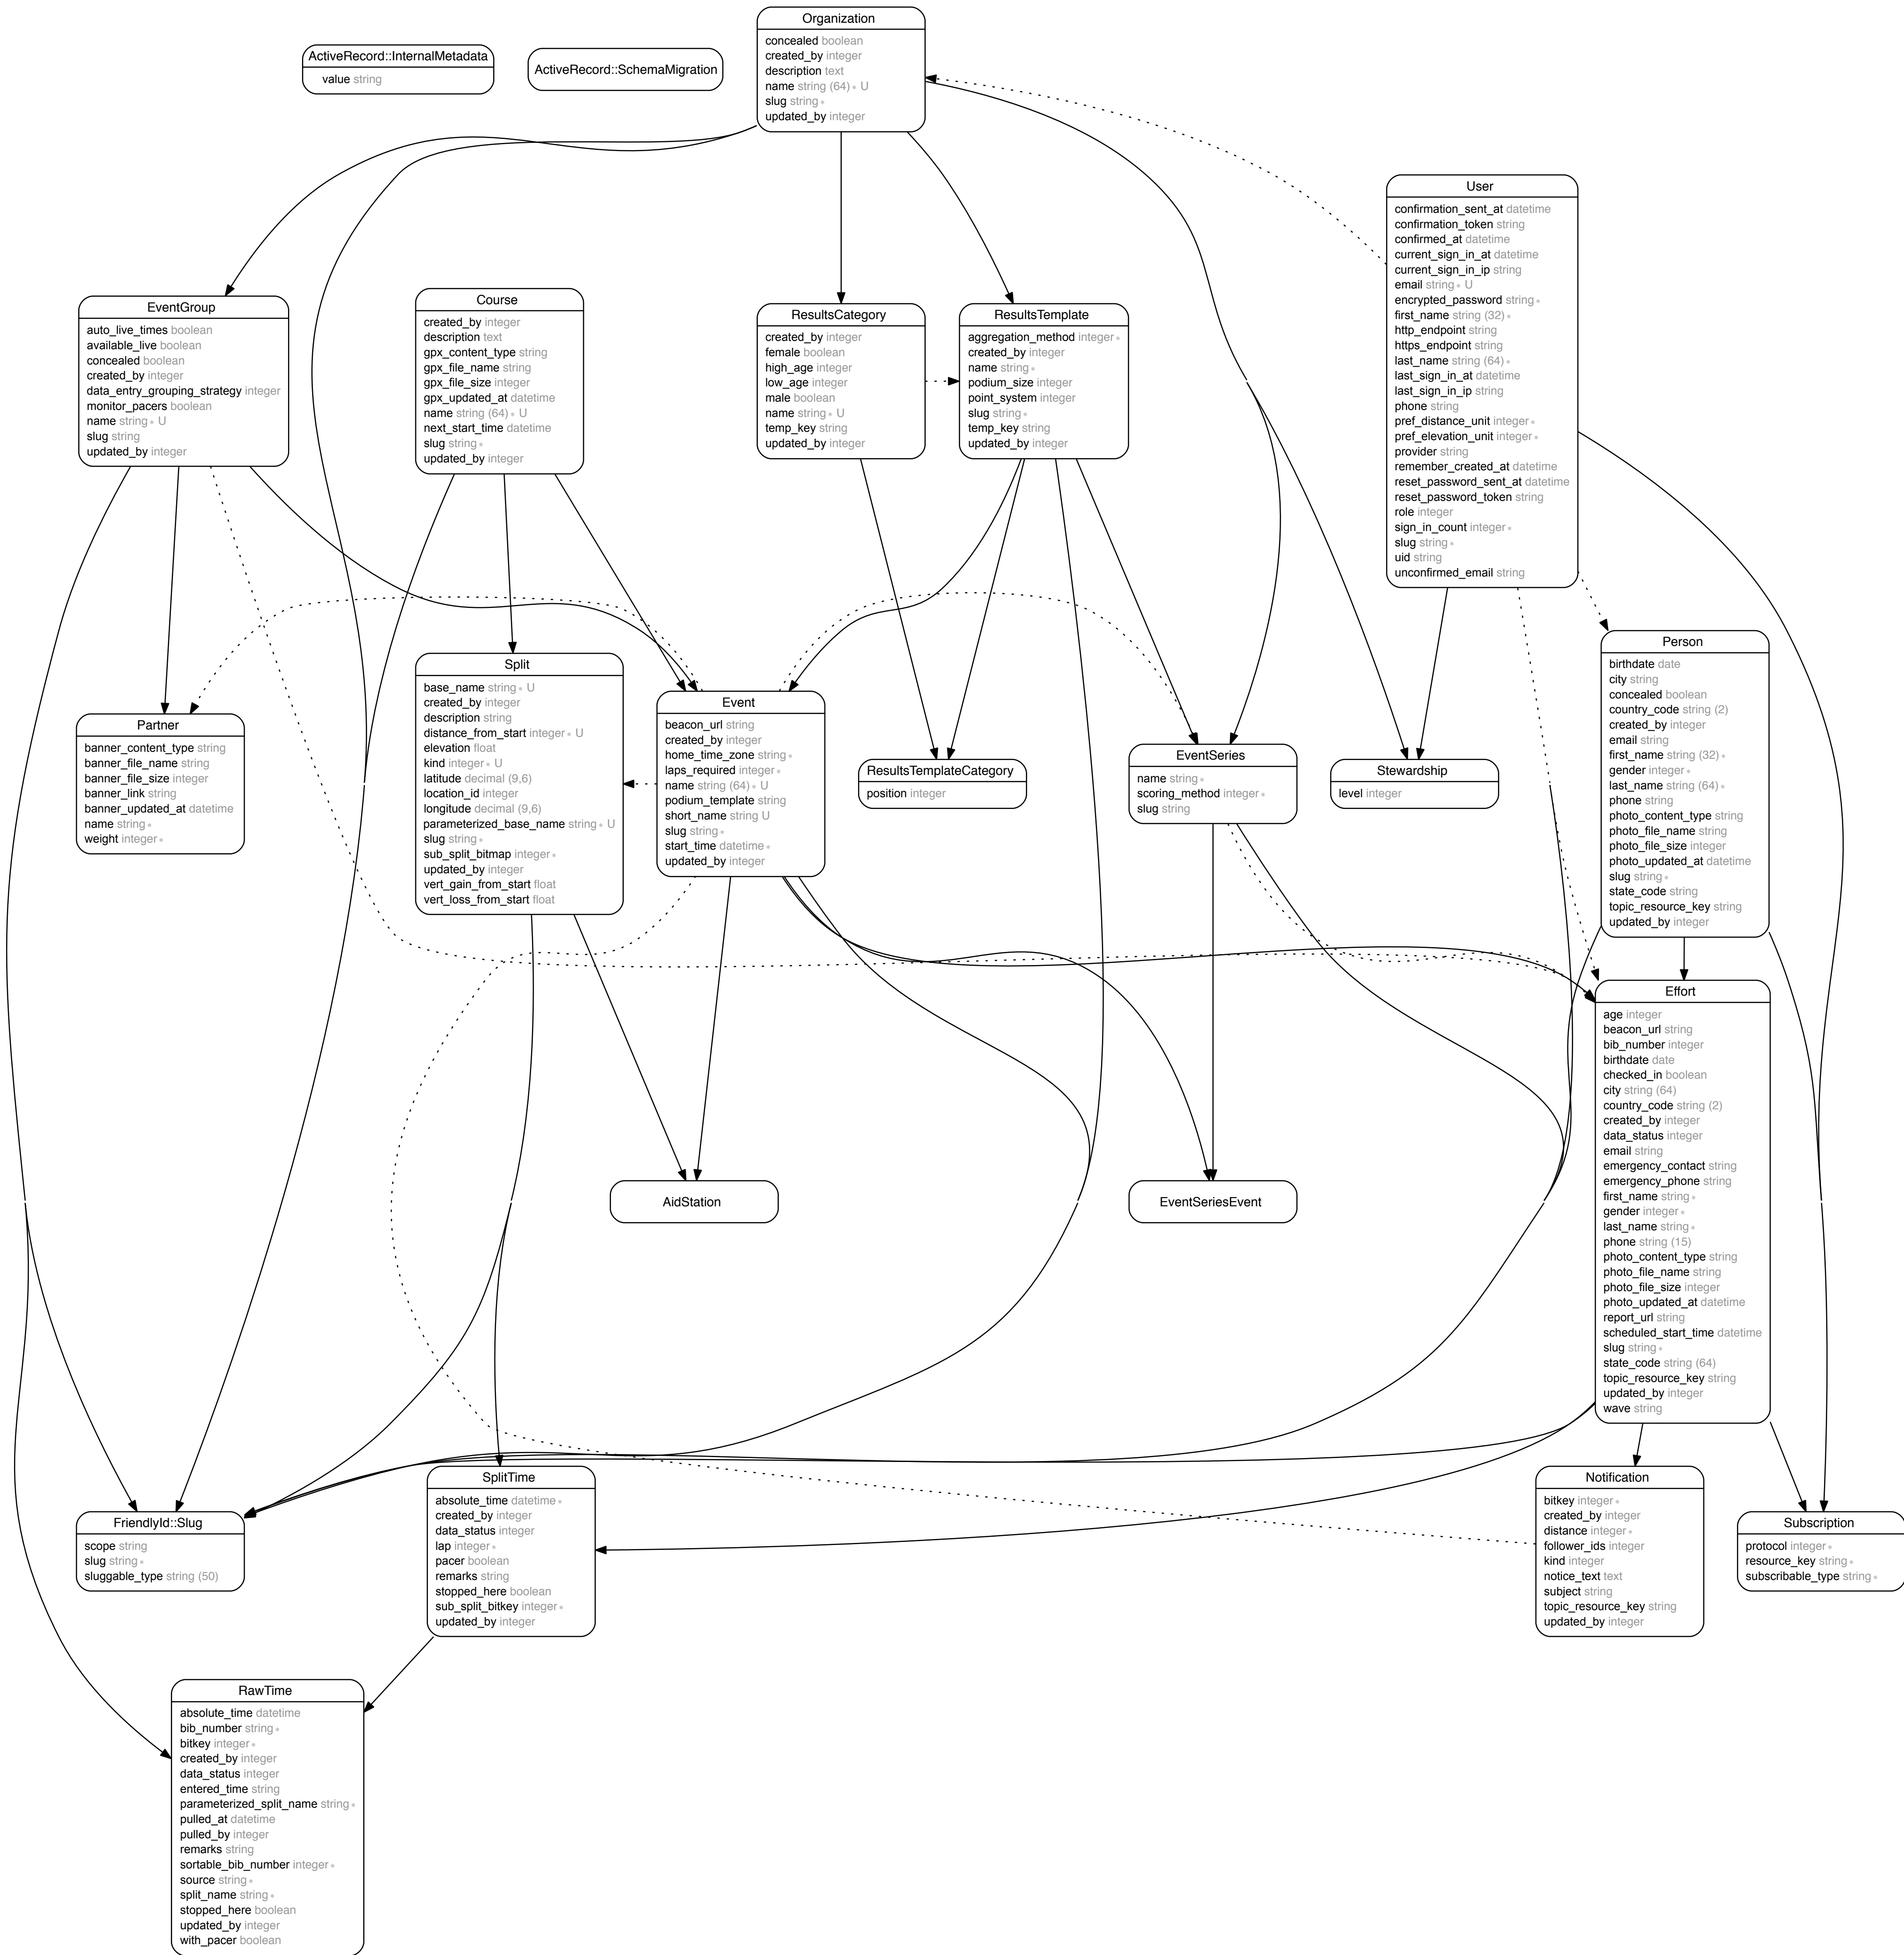 Organization
concealed boolean
created_by integer
description text
name string (64) ∗ U
slug string ∗
updated_by integer
ActiveRecord::InternalMetadata
value string
ActiveRecord::SchemaMigration
User
confirmation_sent_at datetime
confirmation_token string
confirmed_at datetime
current_sign_in_at datetime
current_sign_in_ip string
email string ∗ U
encrypted_password string ∗
first_name string (32) ∗
http_endpoint string
https_endpoint string
last_name string (64) ∗
last_sign_in_at datetime
last_sign_in_ip string
phone string
pref_distance_unit integer ∗
pref_elevation_unit integer ∗
provider string
remember_created_at datetime
reset_password_sent_at datetime
reset_password_token string
role integer
sign_in_count integer ∗
slug string ∗
uid string
unconfirmed_email string
EventGroup
auto_live_times boolean
available_live boolean
concealed boolean
created_by integer
data_entry_grouping_strategy integer
monitor_pacers boolean
name string ∗ U
slug string
updated_by integer
Course
created_by integer
description text
gpx_content_type string
gpx_file_name string
gpx_file_size integer
gpx_updated_at datetime
name string (64) ∗ U
next_start_time datetime
slug string ∗
updated_by integer
ResultsCategory
created_by integer
female boolean
high_age integer
low_age integer
male boolean
name string ∗ U
temp_key string
updated_by integer
ResultsTemplate
aggregation_method integer ∗
created_by integer
name string ∗
podium_size integer
point_system integer
slug string ∗
temp_key string
updated_by integer
Person
birthdate date
city string
concealed boolean
country_code string (2)
created_by integer
email string
first_name string (32) ∗
gender integer ∗
last_name string (64) ∗
phone string
photo_content_type string
photo_file_name string
photo_file_size integer
photo_updated_at datetime
slug string ∗
state_code string
topic_resource_key string
updated_by integer
Split
base_name string ∗ U
created_by integer
description string
distance_from_start integer ∗ U
elevation float
kind integer ∗ U
latitude decimal (9,6)
location_id integer
longitude decimal (9,6)
parameterized_base_name string ∗ U
slug string ∗
sub_split_bitmap integer ∗
updated_by integer
vert_gain_from_start float
vert_loss_from_start float
Event
beacon_url string
created_by integer
home_time_zone string ∗
laps_required integer ∗
name string (64) ∗ U
podium_template string
short_name string U
slug string ∗
start_time datetime ∗
updated_by integer
Partner
banner_content_type string
banner_file_name string
banner_file_size integer
banner_link string
banner_updated_at datetime
name string ∗
weight integer ∗
ResultsTemplateCategory
position integer
EventSeries
name string ∗
scoring_method integer ∗
slug string
Stewardship
level integer
Effort
age integer
beacon_url string
bib_number integer
birthdate date
checked_in boolean
city string (64)
country_code string (2)
created_by integer
data_status integer
email string
emergency_contact string
emergency_phone string
first_name string ∗
gender integer ∗
last_name string ∗
phone string (15)
photo_content_type string
photo_file_name string
photo_file_size integer
photo_updated_at datetime
report_url string
scheduled_start_time datetime
slug string ∗
state_code string (64)
topic_resource_key string
updated_by integer
wave string
AidStation
EventSeriesEvent
FriendlyId::Slug
scope string
slug string ∗
sluggable_type string (50)
SplitTime
absolute_time datetime ∗
created_by integer
data_status integer
lap integer ∗
pacer boolean
remarks string
stopped_here boolean
sub_split_bitkey integer ∗
updated_by integer
Notification
bitkey integer ∗
created_by integer
distance integer ∗
follower_ids integer
kind integer
notice_text text
subject string
topic_resource_key string
updated_by integer
Subscription
protocol integer ∗
resource_key string ∗
subscribable_type string ∗
RawTime
absolute_time datetime
bib_number string ∗
bitkey integer ∗
created_by integer
data_status integer
entered_time string
parameterized_split_name string ∗
pulled_at datetime
pulled_by integer
remarks string
sortable_bib_number integer ∗
source string ∗
split_name string ∗
stopped_here boolean
updated_by integer
with_pacer boolean